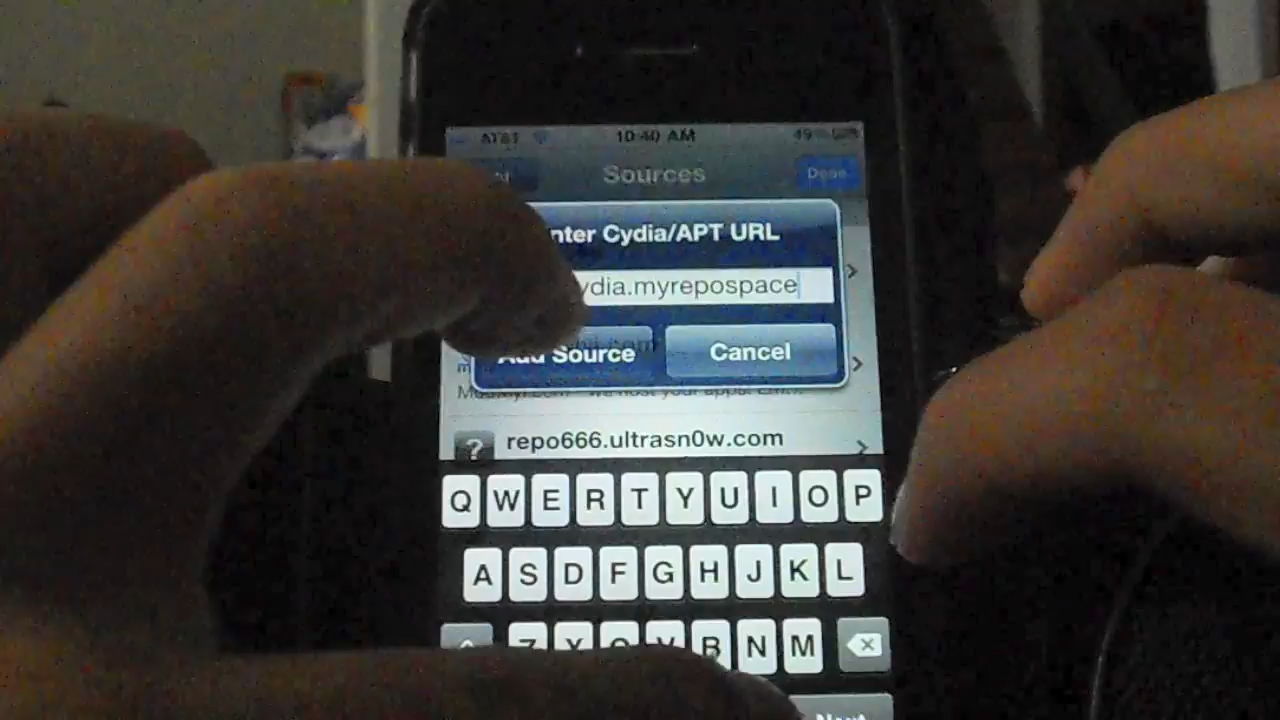 AT&T 10:40 AM
Sources Done
nter Cydia/APT URL
ydia.myrepospace
Add Source Cancel
repo666.ultrasn0w.com
Q W E R T Y U I O P
A S D F G H J K L
Z X C V B N M